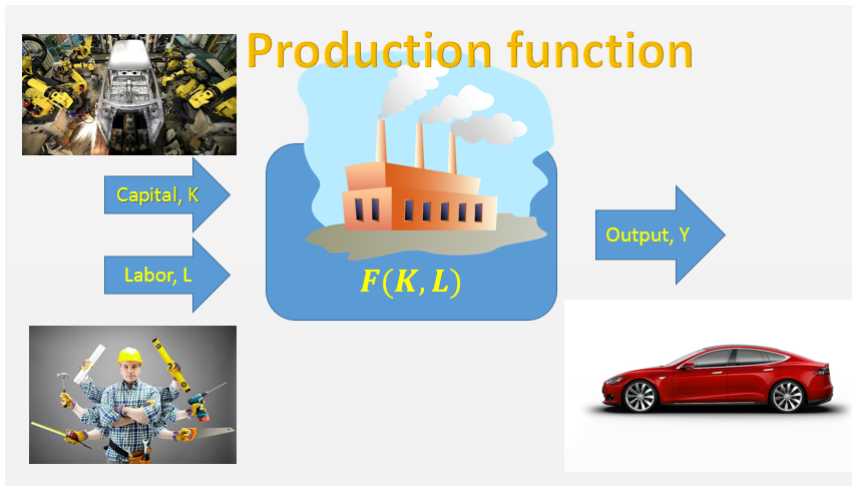 Production function
Capital, K
Labor, L
F(K, L)
Output, Y